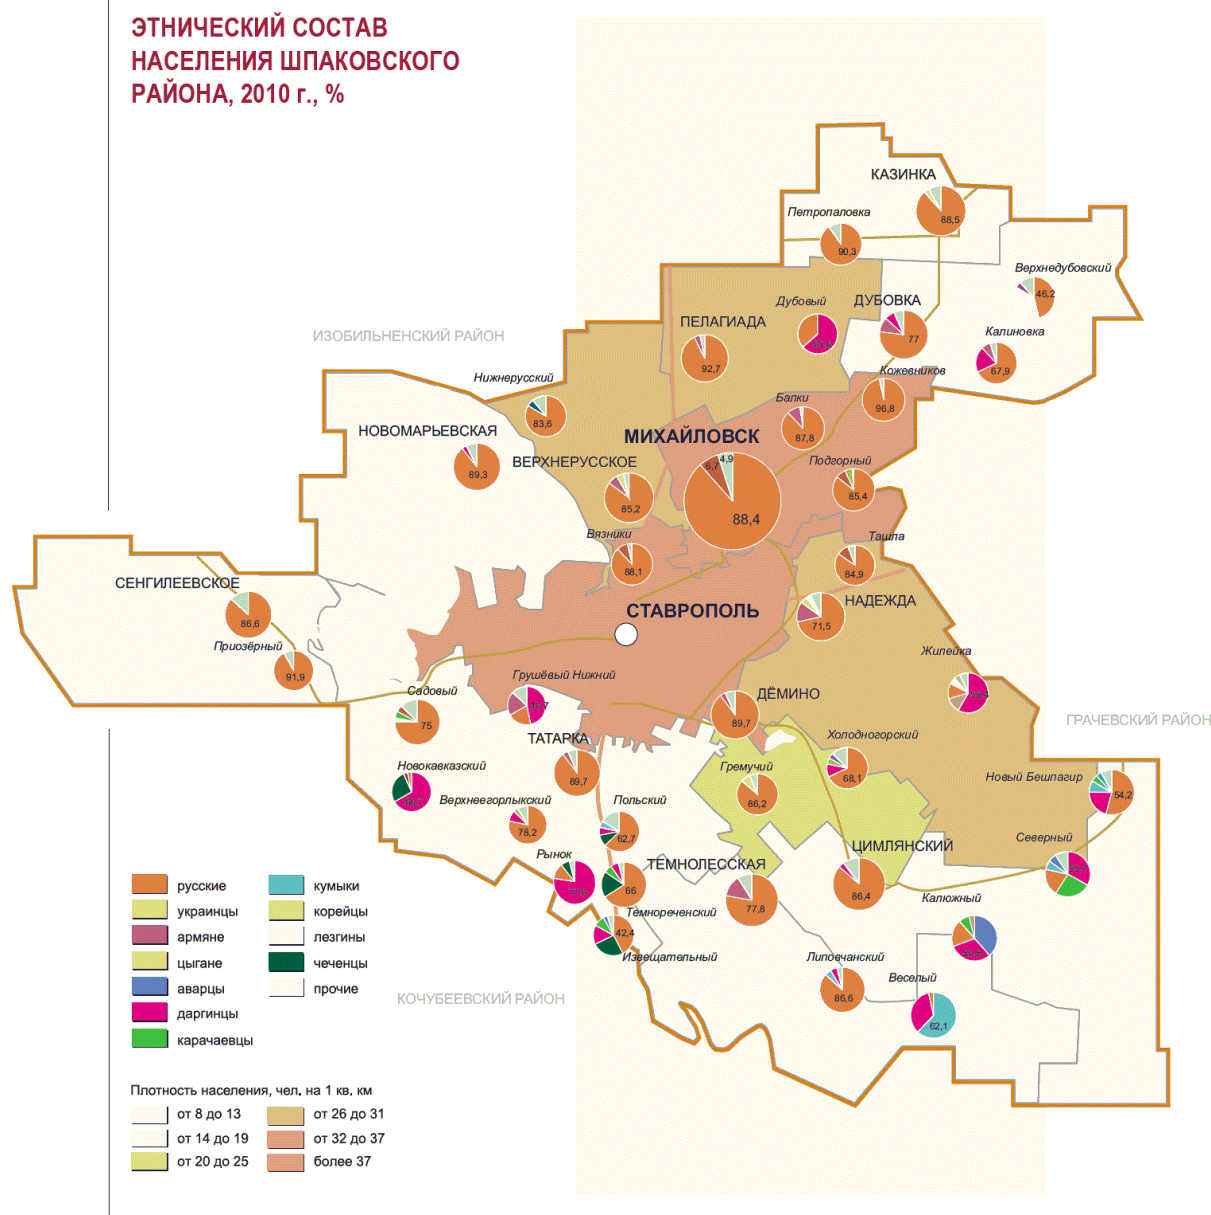 ЭТНИЧЕСКИЙ СОСТАВ
НАСЕЛЕНИЯ ШПАКОВСКОГО
РАЙОНА, 2010 г., %
КАЗИНКА
88,5
Петропаловка
90,3
Верхнедубовский
46,2
Дубовый
ДУБОВКА
77
ПЕЛАГИАДА
92,7
Калиновка
67,9
ИЗОБИЛЬНЕНСКИЙ РАЙОН
Нижнерусский
83,6
Кожевников
96,8
Балки
87,8
НОВОМАРЬЕВСКАЯ
89,3
МИХАЙЛОВСК
6,7
4,9
88,4
ВЕРХНЕРУССКОЕ
85,2
Подгорный
85,4
Вязники
88,1
Ташла
84,9
СЕНГИЛЕЕВСКОЕ
86,6
СТАВРОПОЛЬ
НАДЕЖДА
71,5
Приозёрный
91,9
Жилейка
Садовый
75
Грушёвый Нижний
ДЁМИНО
89,7
ГРАЧЕВСКИЙ РАЙОН
ТАТАРКА
89,7
Холодногорский
68,1
Новокавказский
Гремучий
86,2
Новый Бешпагир
54,2
Верхнеегорлыкский
78,2
Польский
62,7
Северный
ЦИМЛЯНСКИЙ
86,4
Рынок
ТЕМНОЛЕССКАЯ
77,8
66
Темнореченский
Калюжный
42,4
Извещательный
Липовчанский
86,6
Веселый
62,1
КОЧУБЕЕВСКИЙ РАЙОН
русские
украинцы
армяне
цыгане
аварцы
даргинцы
карачаевцы
кумыки
корейцы
лезгины
чеченцы
прочие
Плотность населения, чел, на 1 кв, км
от 8 до 13
от 14 до 19
от 20 до 25
от 26 до 31
от 32 до 37
более 37